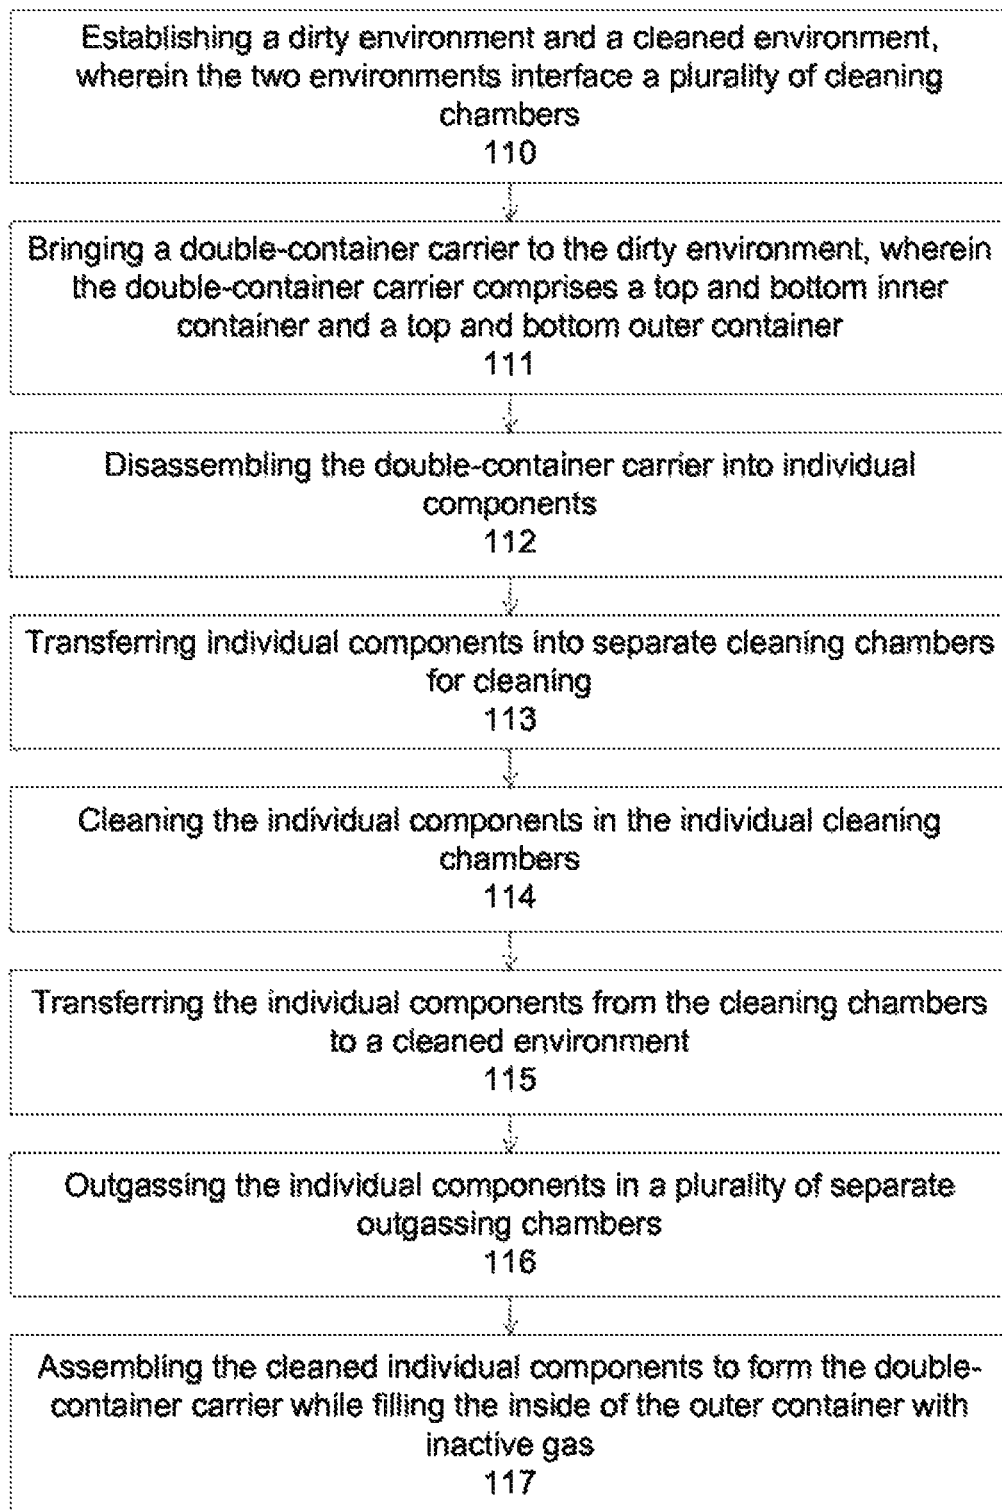 Establishing a dirty environment and a cleaned environment,
wherein the two environments interface a plurality of cleaning
chambers
110
Bringing a double-container carrier to the dirty environment, wherein
the double-container carrier comprises a top and bottom inner
container and a top and bottom outer container
111
Disassembling the double-container carrier into individual
components
112
Transferring individual components into separate cleaning chambers
for cleaning
113
Cleaning the individual components in the individual cleaning
chambers
114
Transferring the individual components from the cleaning chambers
to a cleaned environment
115
Outgassing the individual components in a plurality of separate
outgassing chambers
116
Assembling the cleaned individual components to form the double-
container carrier while filling the inside of the outer container with
inactive gas
117